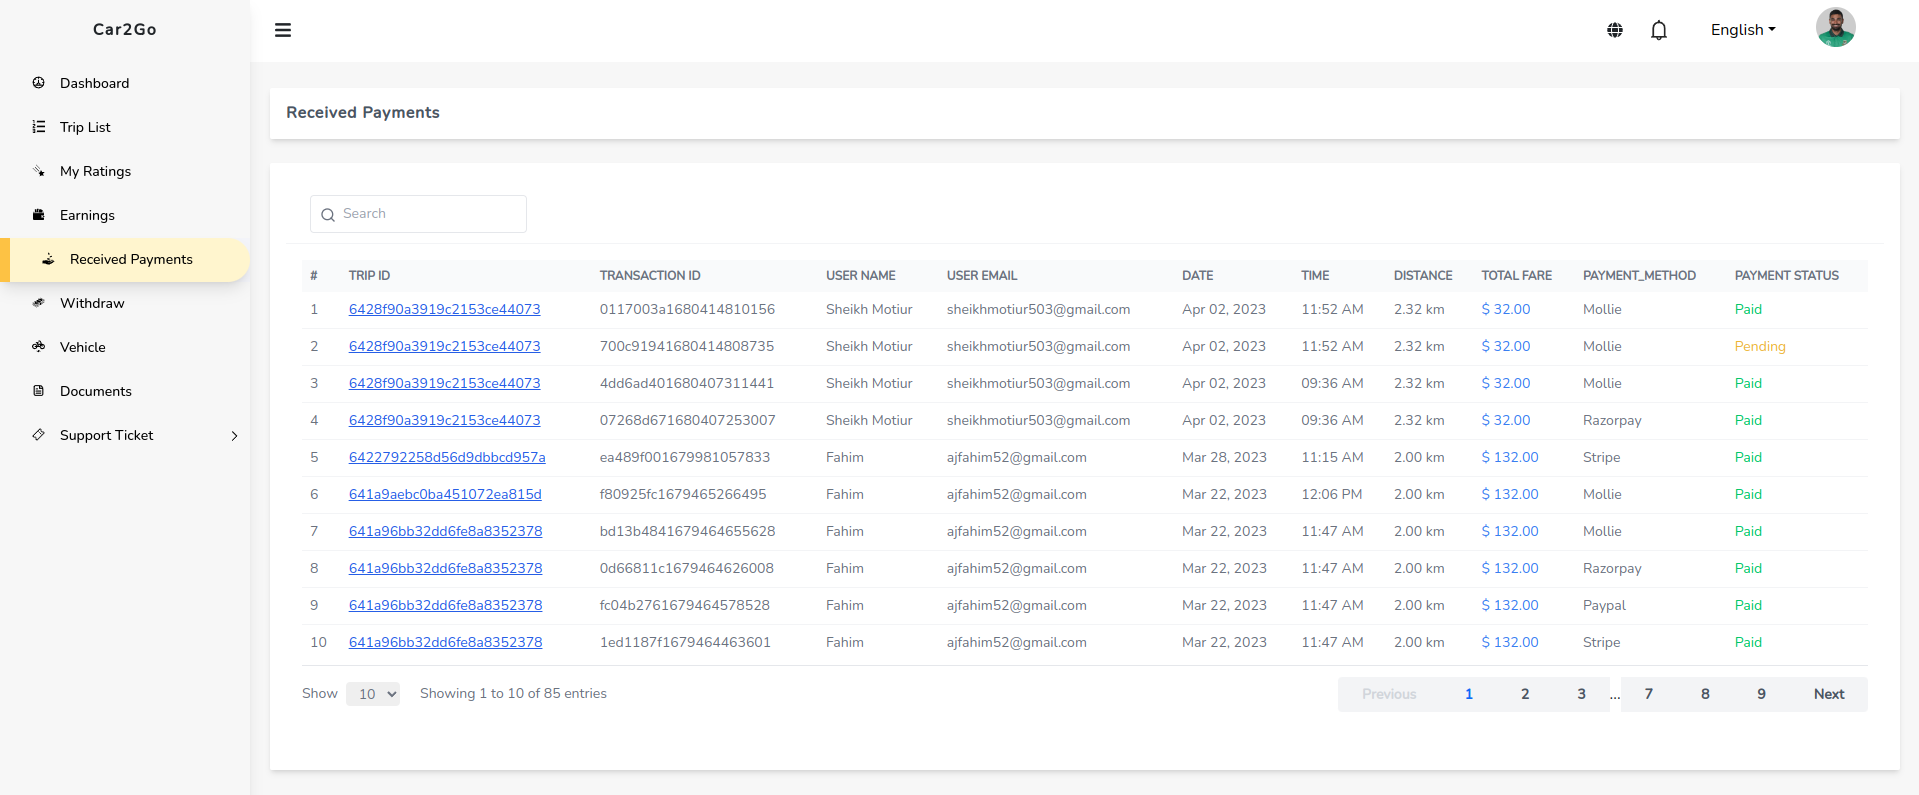 Car2Go
English
Dashboard
Trip List
My Ratings
Earnings
Received Payments
Withdraw
Vehicle
Documents
Support Ticket
Received Payments
Search
# TRIP ID TRANSACTION ID USER NAME USER EMAIL DATE TIME DISTANCE TOTAL FARE PAYMENT_METHOD PAYMENT STATUS
1 6428f90a3919c2153ce44073 0117003a1680414810156 Sheikh Motiur sheikhmotiur503@gmail.com Apr 02, 2023 11:52 AM 2.32 km $ 32.00 Mollie Paid
2 6428f90a3919c2153ce44073 700c91941680414808735 Sheikh Motiur sheikhmotiur503@gmail.com Apr 02, 2023 11:52 AM 2.32 km $ 32.00 Mollie Pending
3 6428f90a3919c2153ce44073 4dd6ad401680407311441 Sheikh Motiur sheikhmotiur503@gmail.com Apr 02, 2023 09:36 AM 2.32 km $ 32.00 Mollie Paid
4 6428f90a3919c2153ce44073 07268d671680407253007 Sheikh Motiur sheikhmotiur503@gmail.com Apr 02, 2023 09:36 AM 2.32 km $ 32.00 Razorpay Paid
5 6422792258d56d9dbbcd957a ea489f001679981057833 Fahim ajfahim52@gmail.com Mar 28, 2023 11:15 AM 2.00 km $ 132.00 Stripe Paid
6 641a9aebc0ba451072ea815d f80925fc1679465266495 Fahim ajfahim52@gmail.com Mar 22, 2023 12:06 PM 2.00 km $ 132.00 Mollie Paid
7 641a96bb32dd6fe8a8352378 bd13b4841679464655628 Fahim ajfahim52@gmail.com Mar 22, 2023 11:47 AM 2.00 km $ 132.00 Mollie Paid
8 641a96bb32dd6fe8a8352378 0d66811c1679464626008 Fahim ajfahim52@gmail.com Mar 22, 2023 11:47 AM 2.00 km $ 132.00 Razorpay Paid
9 641a96bb32dd6fe8a8352378 fc04b2761679464578528 Fahim ajfahim52@gmail.com Mar 22, 2023 11:47 AM 2.00 km $ 132.00 Paypal Paid
10 641a96bb32dd6fe8a8352378 1ed1187f1679464463601 Fahim ajfahim52@gmail.com Mar 22, 2023 11:47 AM 2.00 km $ 132.00 Stripe Paid
Show 10 Showing 1 to 10 of 85 entries Previous 1 2 3 ... 7 8 9 Next